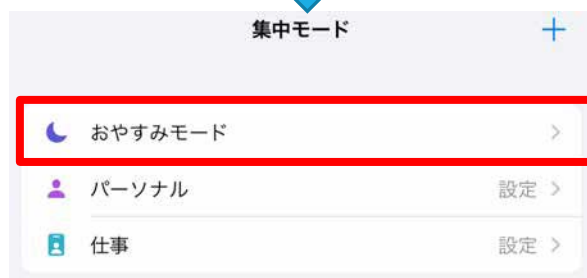 集中モード
おやすみモード
パーソナル 設定
仕事 設定